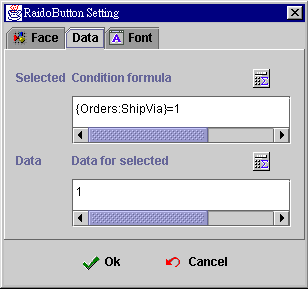 RaidoButton Setting
Face Data Font
Selected Condition formula
{Orders:ShipVia}=1
Data Data for selected
1
Ok Cancel